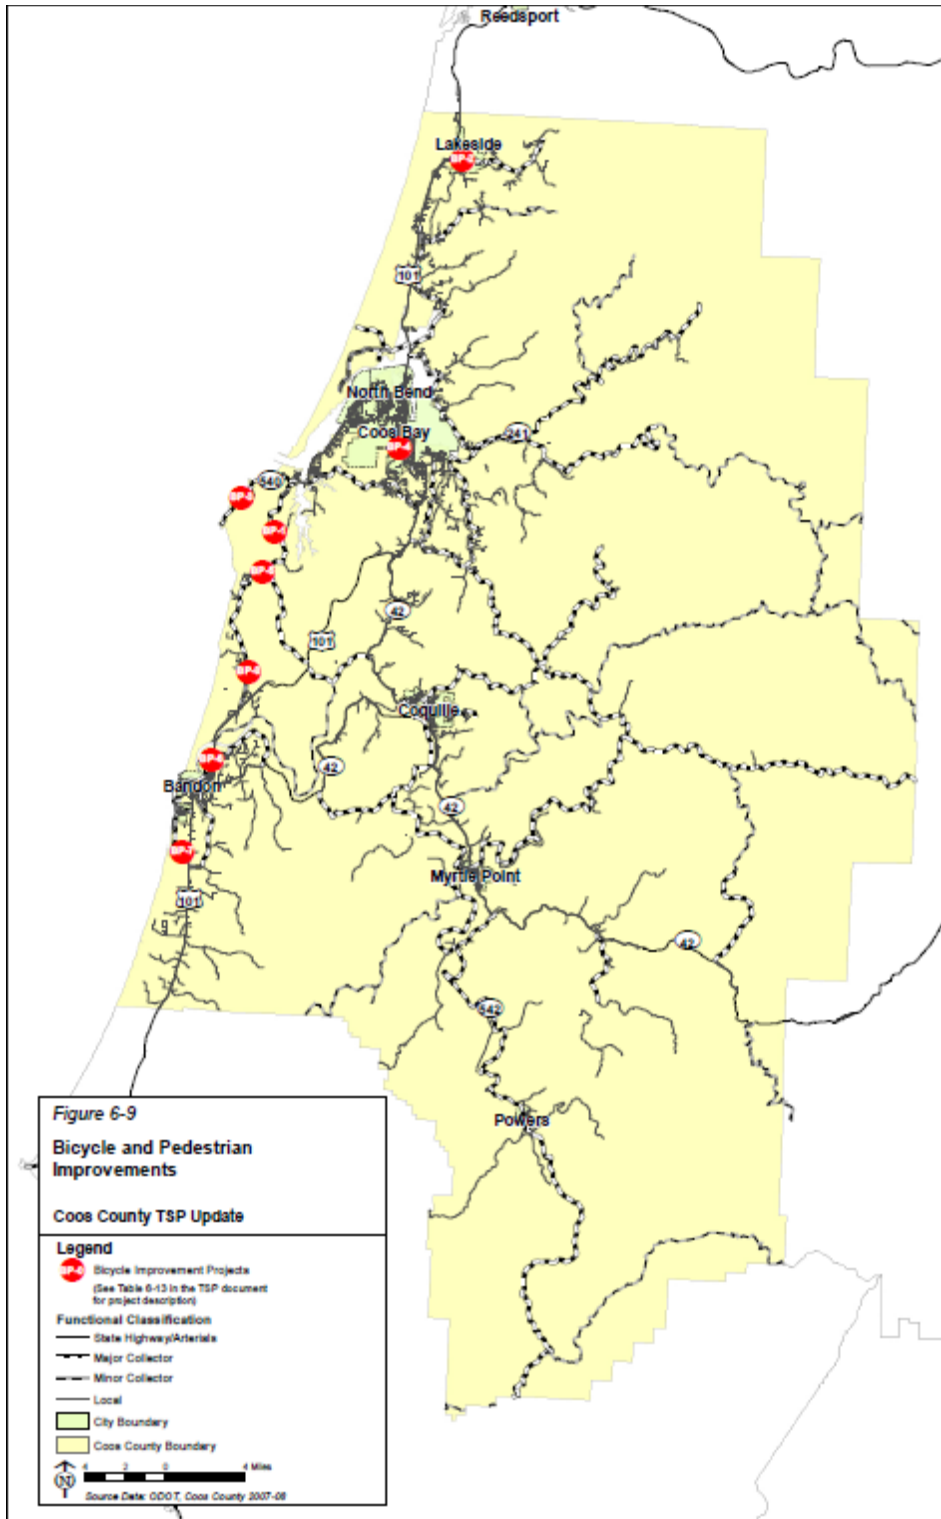 Reedsport
Lakeside
101
North Bend
Coos Bay
241
540
42
101
Coquille
42
Bandon
42
Myrtle Point
101
42
542
Powers
Figure 6-9
Bicycle and Pedestrian
Improvements
Coos County TSP Update
Legend
Bicycle Improvement Projects
(See Table 6-13 in the TSP document
for project description)
Functional Classification
State Highway/Arterials
Major Collector
Minor Collector
Local
City Boundary
Coos County Boundary
N
4 2 0 4 Miles
Source Data: ODOT, Coos County 2007-08